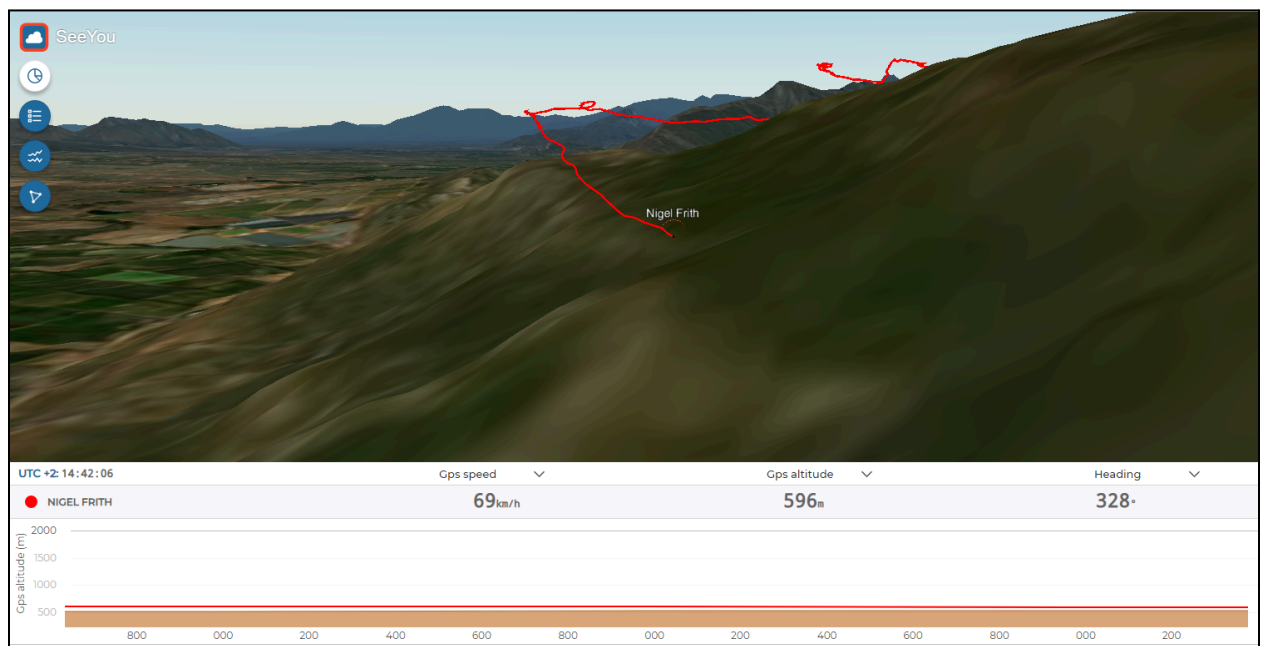 SeeYou
Nigel Frith
UTC +2: 14:42:06 Gps speed Gps altitude Heading
NIGEL FRITH 69km/h 596m 328°
Gps altitude (m)
2000
1500
1000
500
800 000 200 400 600 800 000 200 400 600 800 000 200